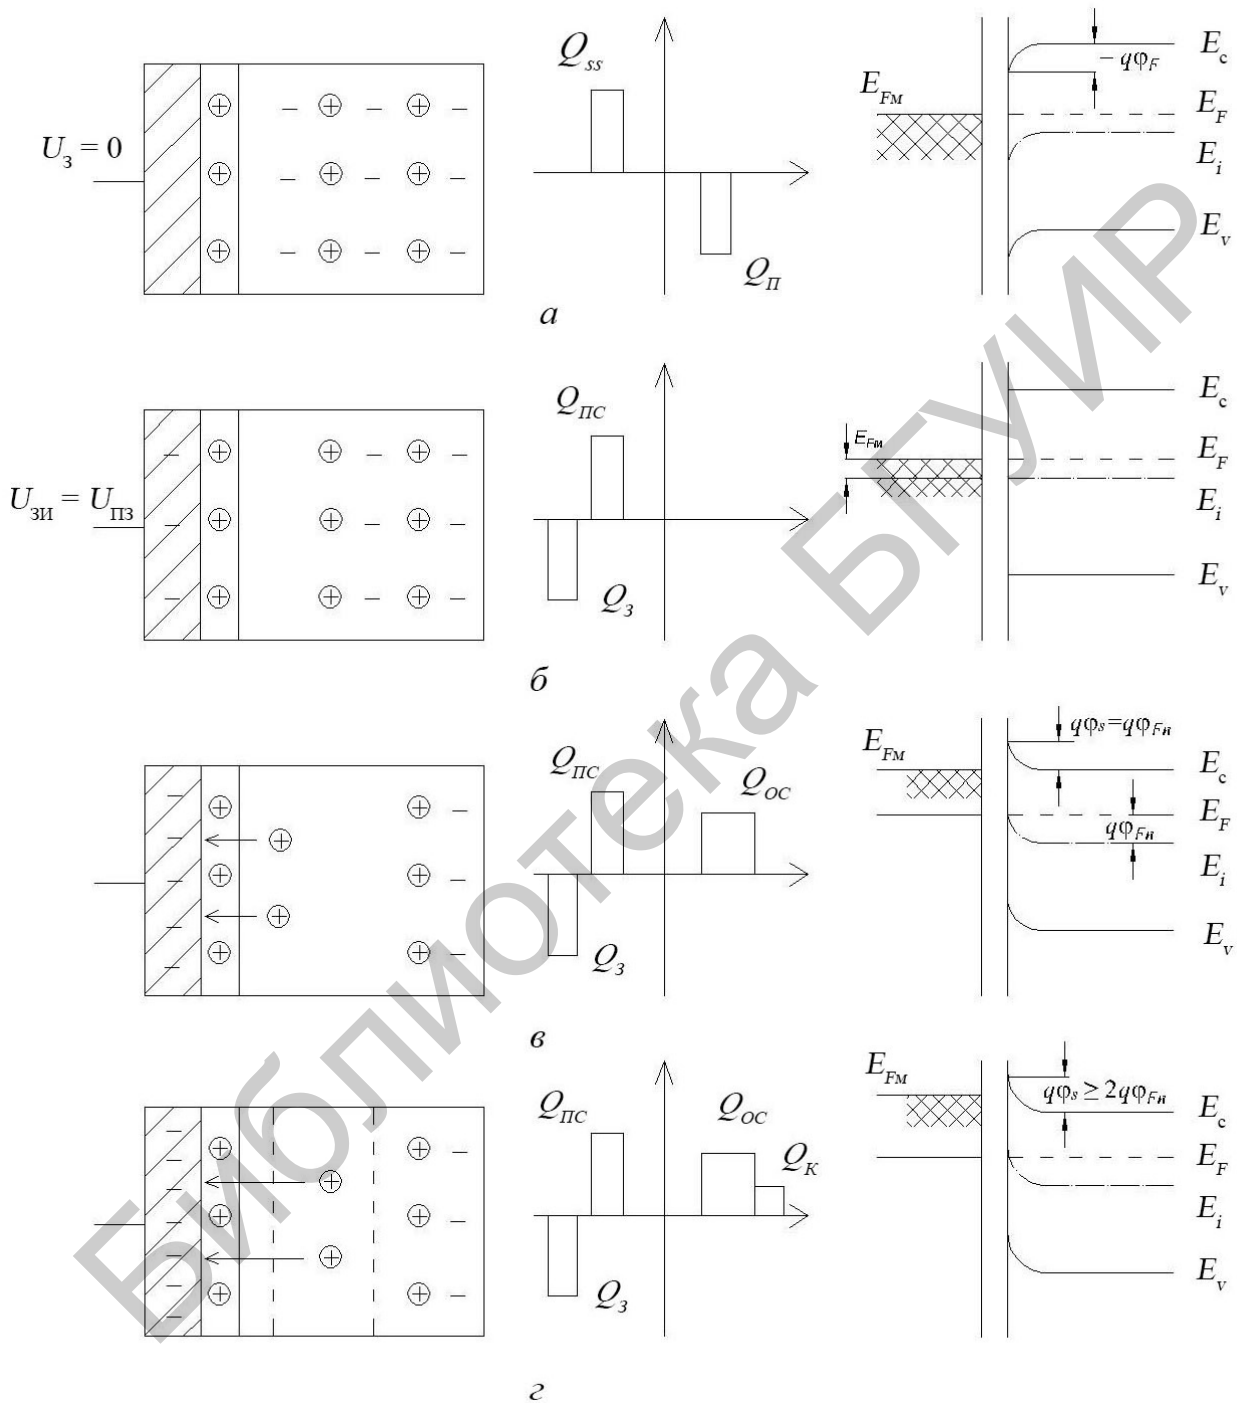 Q_ss
E_c
– qφ_F
E_Fм
E_F
U_З = 0
E_i
E_v
Q_П
а
Q_ПС
E_c
E_Fм
E_F
U_ЗИ = U_ПЗ
E_i
Q_З
E_v
б
qφ_s=qφ_Fн
E_Fм
Q_ПС
Q_ОС
E_c
E_F
qφ_Fн
E_i
Q_З
E_v
в
E_Fм
qφ_s ≥ 2qφ_Fн
Q_ПС
Q_ОС
E_c
Q_К
E_F
E_i
Q_З
E_v
г
Библиотека БГУИР